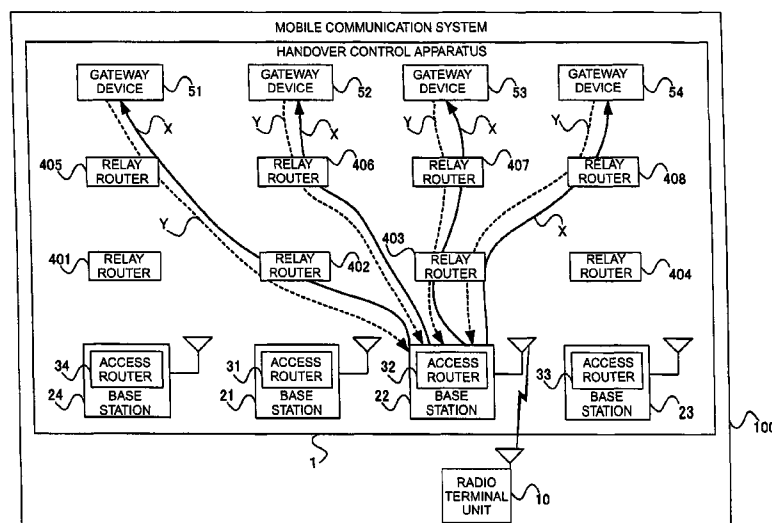 MOBILE COMMUNICATION SYSTEM
HANDOVER CONTROL APPARATUS
GATEWAY
DEVICE
51
GATEWAY
DEVICE
52
GATEWAY
DEVICE
53
GATEWAY
DEVICE
54
X
Y
X
Y
X
Y
405
RELAY
ROUTER
RELAY
ROUTER
406
RELAY
ROUTER
407
RELAY
ROUTER
408
Y
X
401
RELAY
ROUTER
RELAY
ROUTER
402
403
RELAY
ROUTER
RELAY
ROUTER
404
34
ACCESS
ROUTER
24
BASE
STATION
31
ACCESS
ROUTER
21
BASE
STATION
32
ACCESS
ROUTER
22
BASE
STATION
33
ACCESS
ROUTER
BASE
STATION
23
1
100
RADIO
TERMINAL
UNIT
10